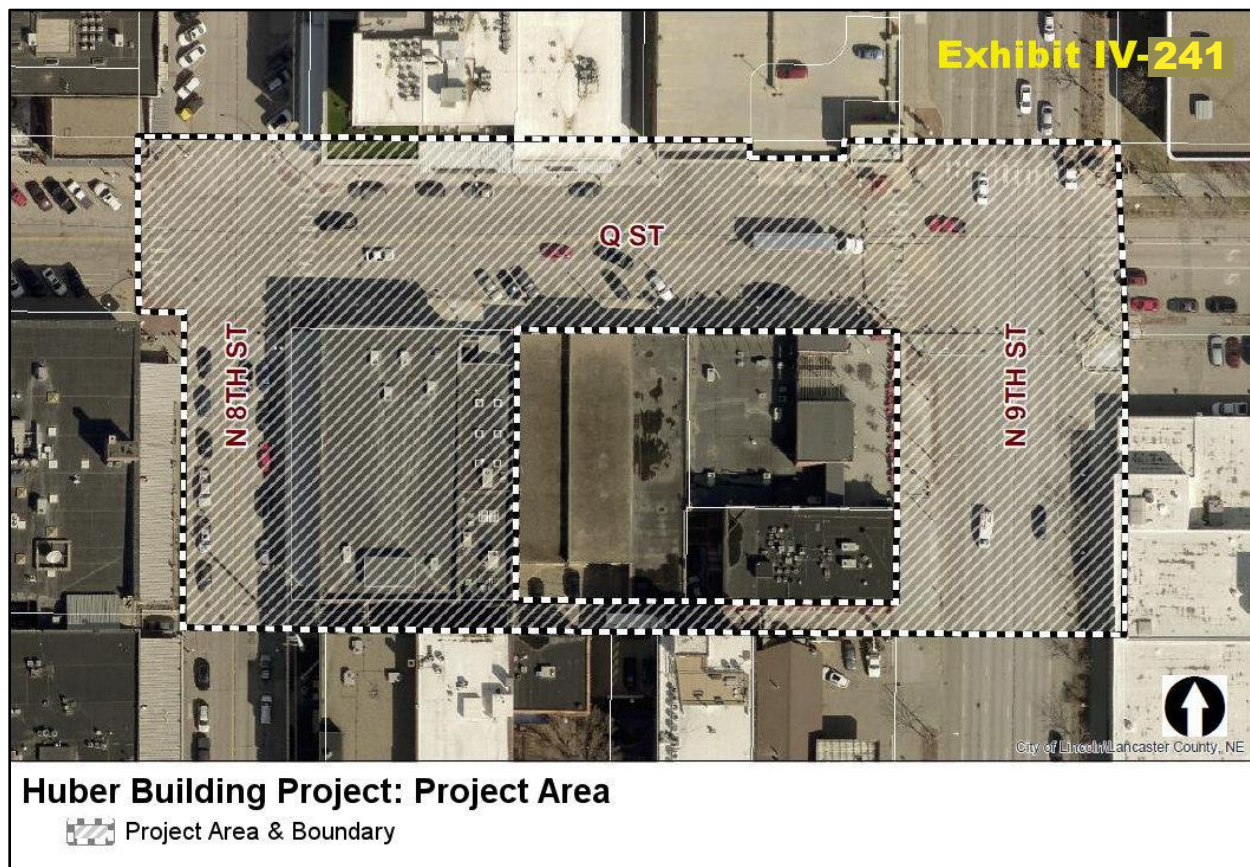 Exhibit IV-241
Q ST
N 8TH ST
N 9TH ST
City of Lincoln\Lancaster County, NE
Huber Building Project: Project Area
Project Area & Boundary